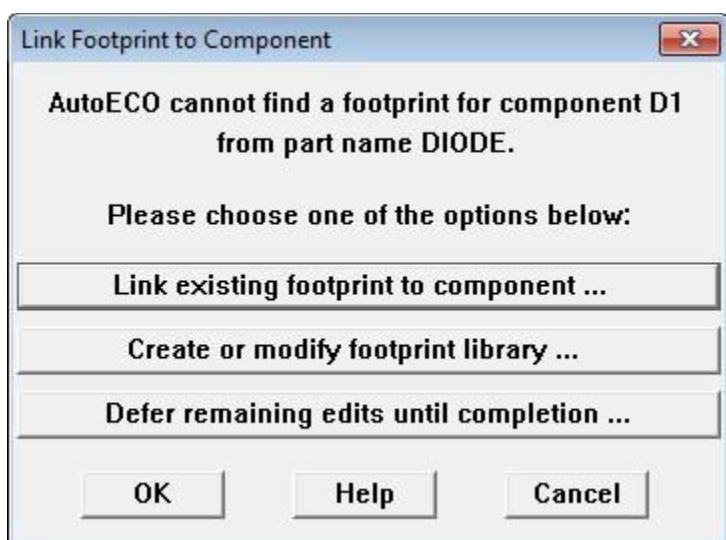 Link Footprint to Component
AutoECO cannot find a footprint for component D1
from part name DIODE.
Please choose one of the options below:
Link existing footprint to component ...
Create or modify footprint library ...
Defer remaining edits until completion ...
OK Help Cancel